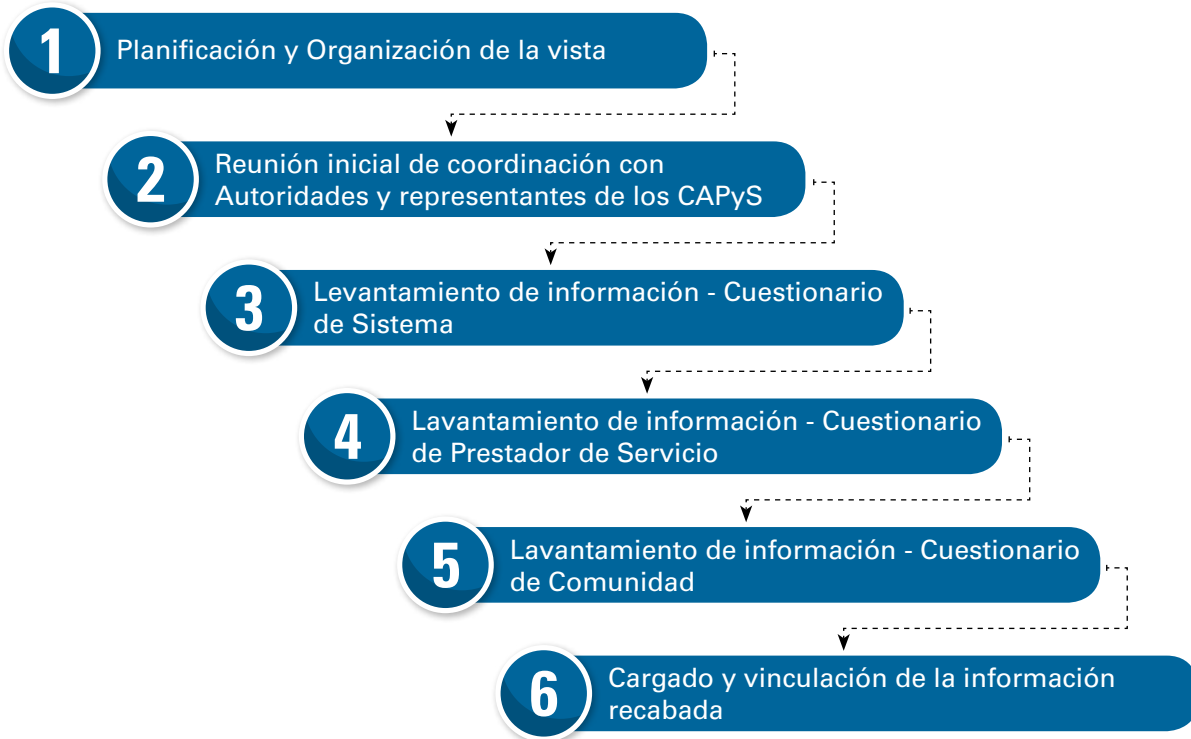 1
Planificación y Organización de la vista
2
Reunión inicial de coordinación con
Autoridades y representantes de los CAPyS
3
Levantamiento de información - Cuestionario
de Sistema
4
Lavantamiento de información - Cuestionario
de Prestador de Servicio
5
Lavantamiento de información - Cuestionario
de Comunidad
6
Cargado y vinculación de la información
recabada